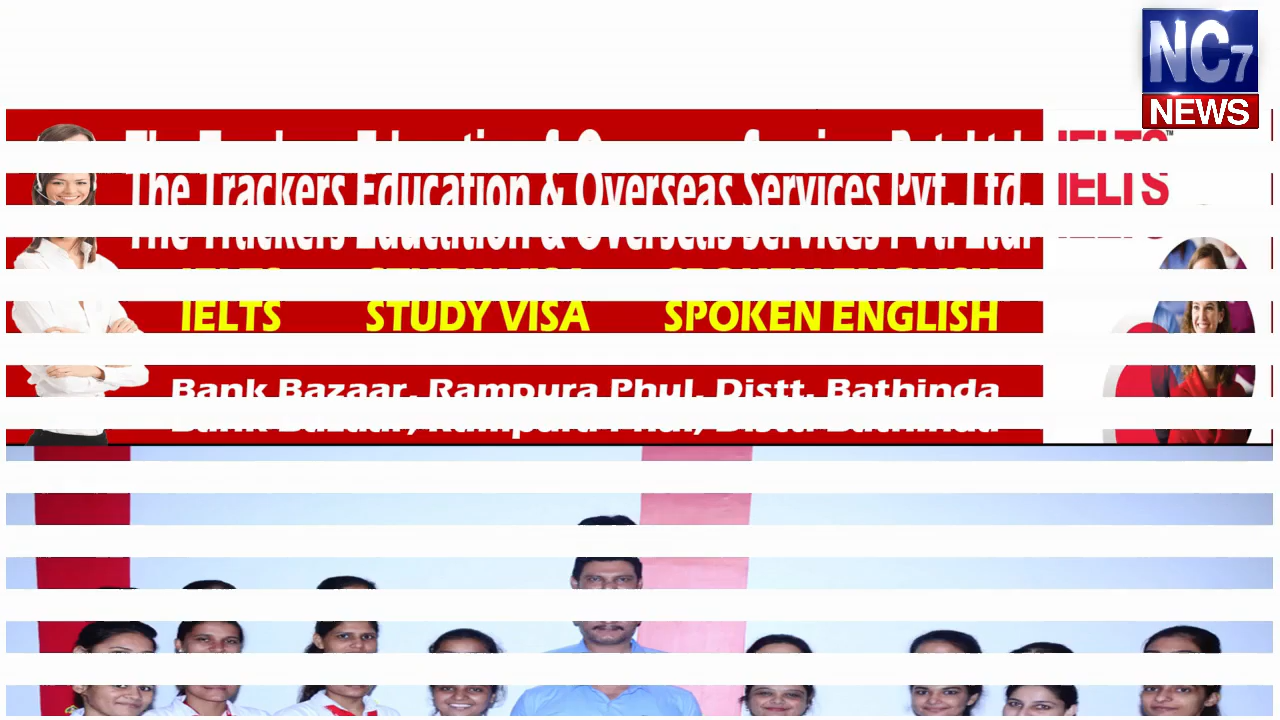 NC7
NEWS
The Trackers Education & Overseas Services Pvt. Ltd.
IELTS™
IELTS STUDY VISA SPOKEN ENGLISH
Bank Bazaar, Rampura Phul, Distt. Bathinda